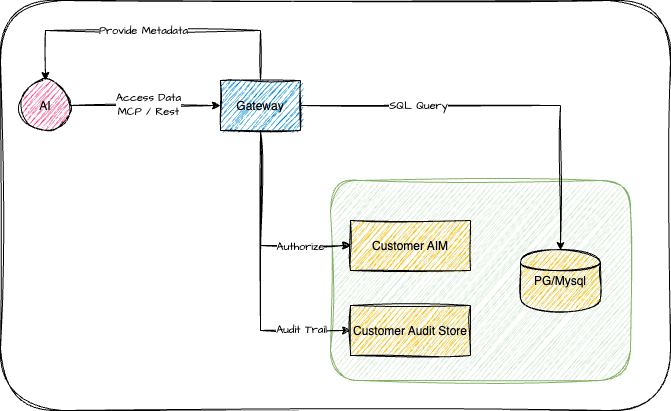 Provide Metadata
AI
Access Data
MCP / Rest
Gateway
SQL Query
Authorize
Customer AIM
PG/Mysql
Audit Trail
Customer Audit Store